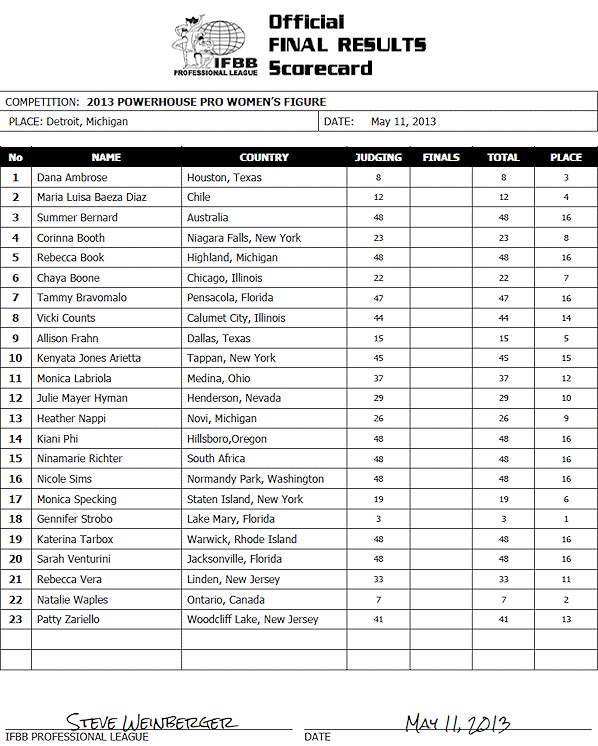 Official
FINAL RESULTS
Scorecard
IFBB
PROFESSIONAL LEAGUE
COMPETITION: 2013 POWERHOUSE PRO WOMEN'S FIGURE
PLACE: Detroit, Michigan DATE: May 11, 2013
No NAME COUNTRY JUDGING FINALS TOTAL PLACE
1 Dana Ambrose Houston, Texas 8 8 3
2 Maria Luisa Baeza Diaz Chile 12 12 4
3 Summer Bernard Australia 48 48 16
4 Corinna Booth Niagara Falls, New York 23 23 8
5 Rebecca Book Highland, Michigan 48 48 16
6 Chaya Boone Chicago, Illinois 22 22 7
7 Tammy Bravomalo Pensacola, Florida 47 47 16
8 Vicki Counts Calumet City, Illinois 44 44 14
9 Allison Frahn Dallas, Texas 15 15 5
10 Kenyata Jones Arietta Tappan, New York 45 45 15
11 Monica Labriola Medina, Ohio 37 37 12
12 Julie Mayer Hyman Henderson, Nevada 29 29 10
13 Heather Nappi Novi, Michigan 26 26 9
14 Kiani Phi Hillsboro,Oregon 48 48 16
15 Ninamarie Richter South Africa 48 48 16
16 Nicole Sims Normandy Park, Washington 48 48 16
17 Monica Specking Staten Island, New York 19 19 6
18 Gennifer Strobo Lake Mary, Florida 3 3 1
19 Katerina Tarbox Warwick, Rhode Island 48 48 16
20 Sarah Venturini Jacksonville, Florida 48 48 16
21 Rebecca Vera Linden, New Jersey 33 33 11
22 Natalie Waples Ontario, Canada 7 7 2
23 Patty Zariello Woodcliff Lake, New Jersey 41 41 13
STEVE WEINBERGER MAY 11, 2013
IFBB PROFESSIONAL LEAGUE DATE